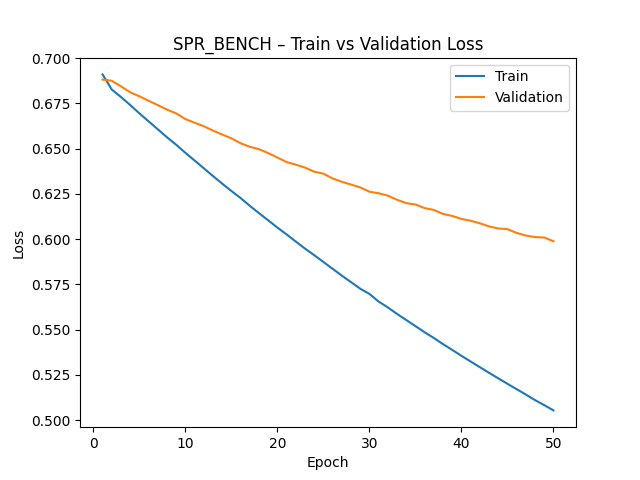 SPR_BENCH – Train vs Validation Loss
Train
Validation
0.700
0.675
0.650
0.625
0.600
0.575
0.550
0.525
0.500
Loss
0 10 20 30 40 50
Epoch